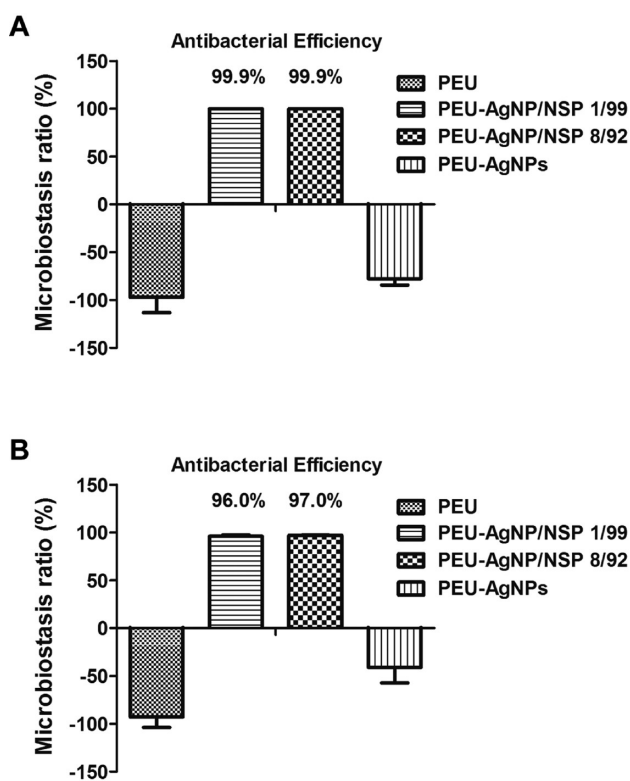 A
Antibacterial Efficiency
99.9% 99.9%
Microbiostasis ratio (%)
150
100
50
0
-50
-100
-150
PEU
PEU-AgNP/NSP 1/99
PEU-AgNP/NSP 8/92
PEU-AgNPs
B
Antibacterial Efficiency
96.0% 97.0%
Microbiostasis ratio (%)
150
100
50
0
-50
-100
-150
PEU
PEU-AgNP/NSP 1/99
PEU-AgNP/NSP 8/92
PEU-AgNPs